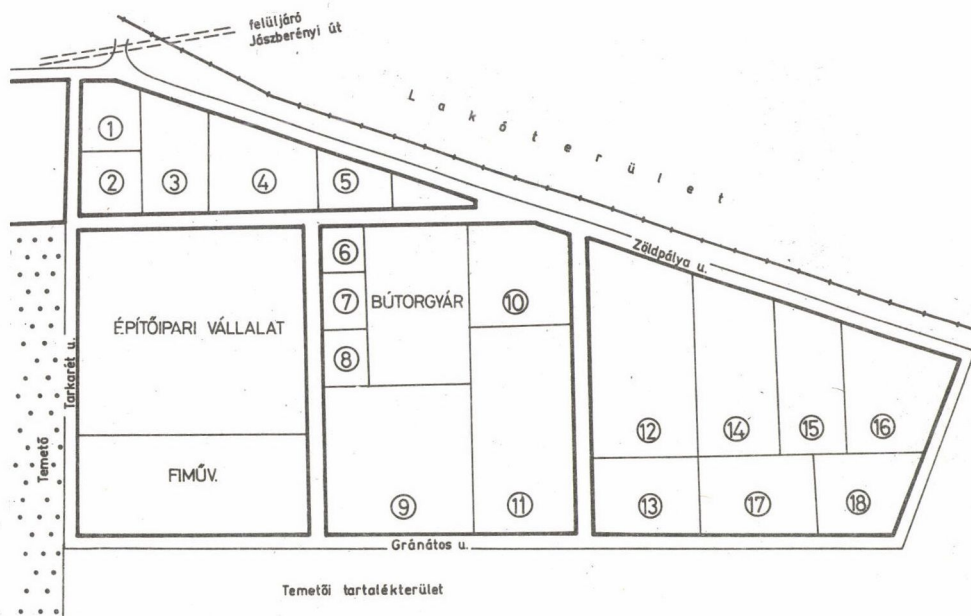 felüljáró
Jászberényi út
Lakóterület
1
2
3
4
5
Zöldpálya u.
6
7
8
BÚTORGYÁR
10
ÉPÍTŐIPARI VÁLLALAT
Tarkarét u.
Temető
FIMŰV.
9
11
12
14
15
16
13
17
18
Gránátos u.
Temetői tartalékterület